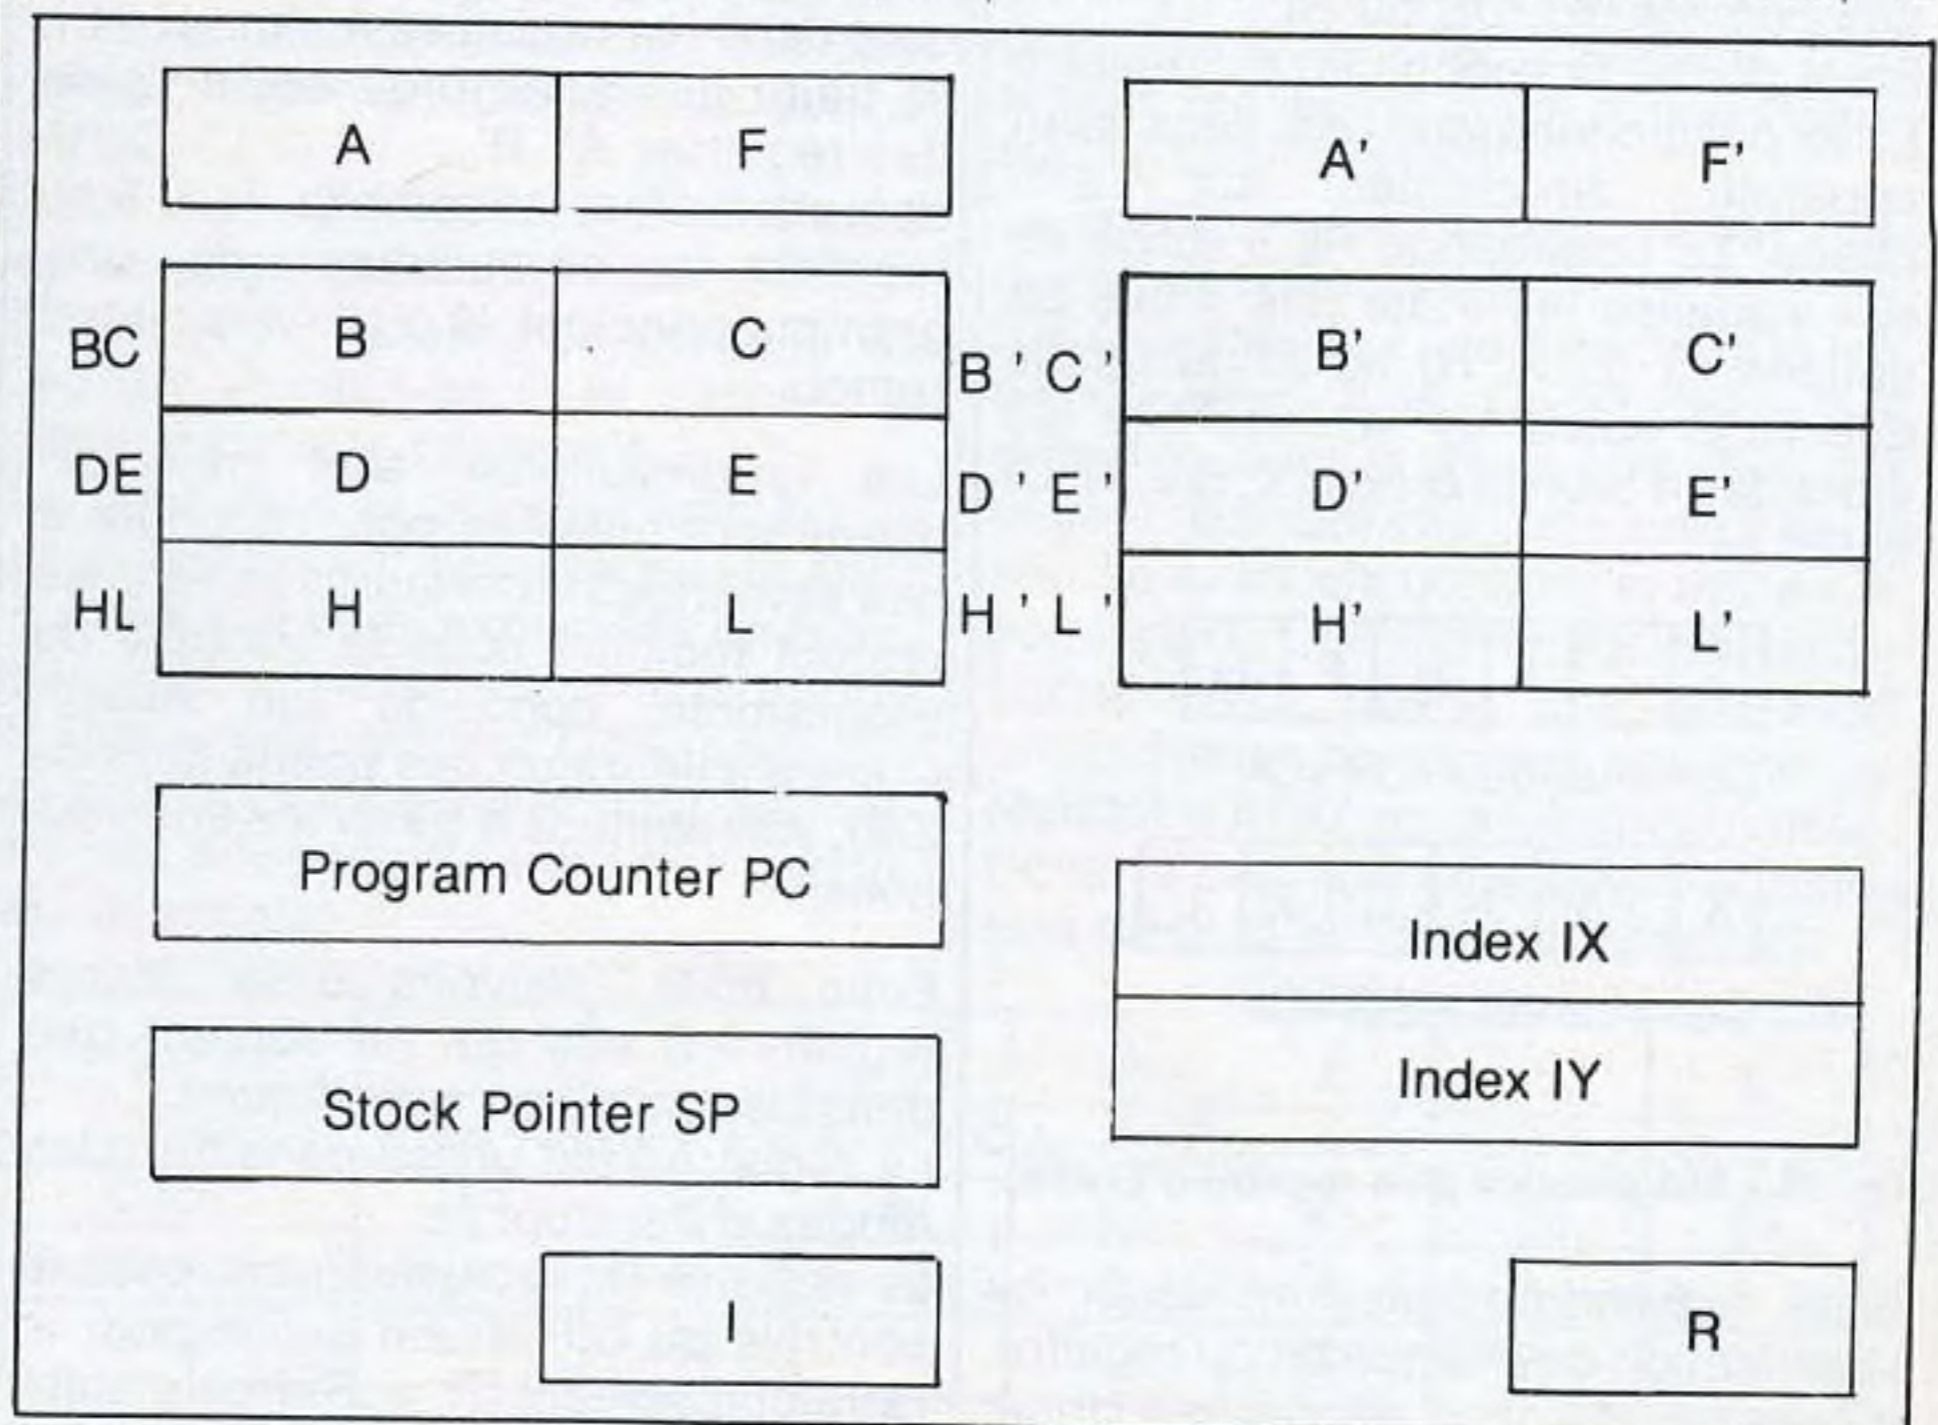 A F A' F'
BC B C B ' C ' B' C'
DE D E D ' E ' D' E'
HL H L H ' L ' H' L'
Program Counter PC
Index IX
Stock Pointer SP
Index IY
I R